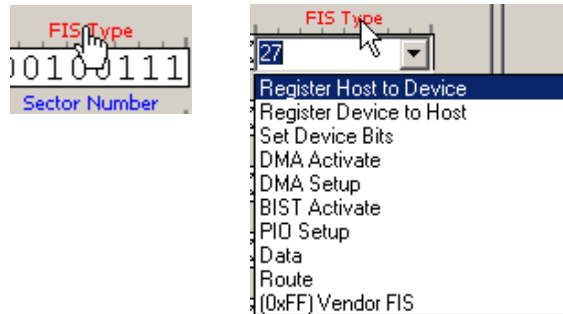 FIS Type
00100111
Sector Number
FIS Type
27
Register Host to Device
Register Device to Host
Set Device Bits
DMA Activate
DMA Setup
BIST Activate
PIO Setup
Data
Route
(0xFF) Vendor FIS